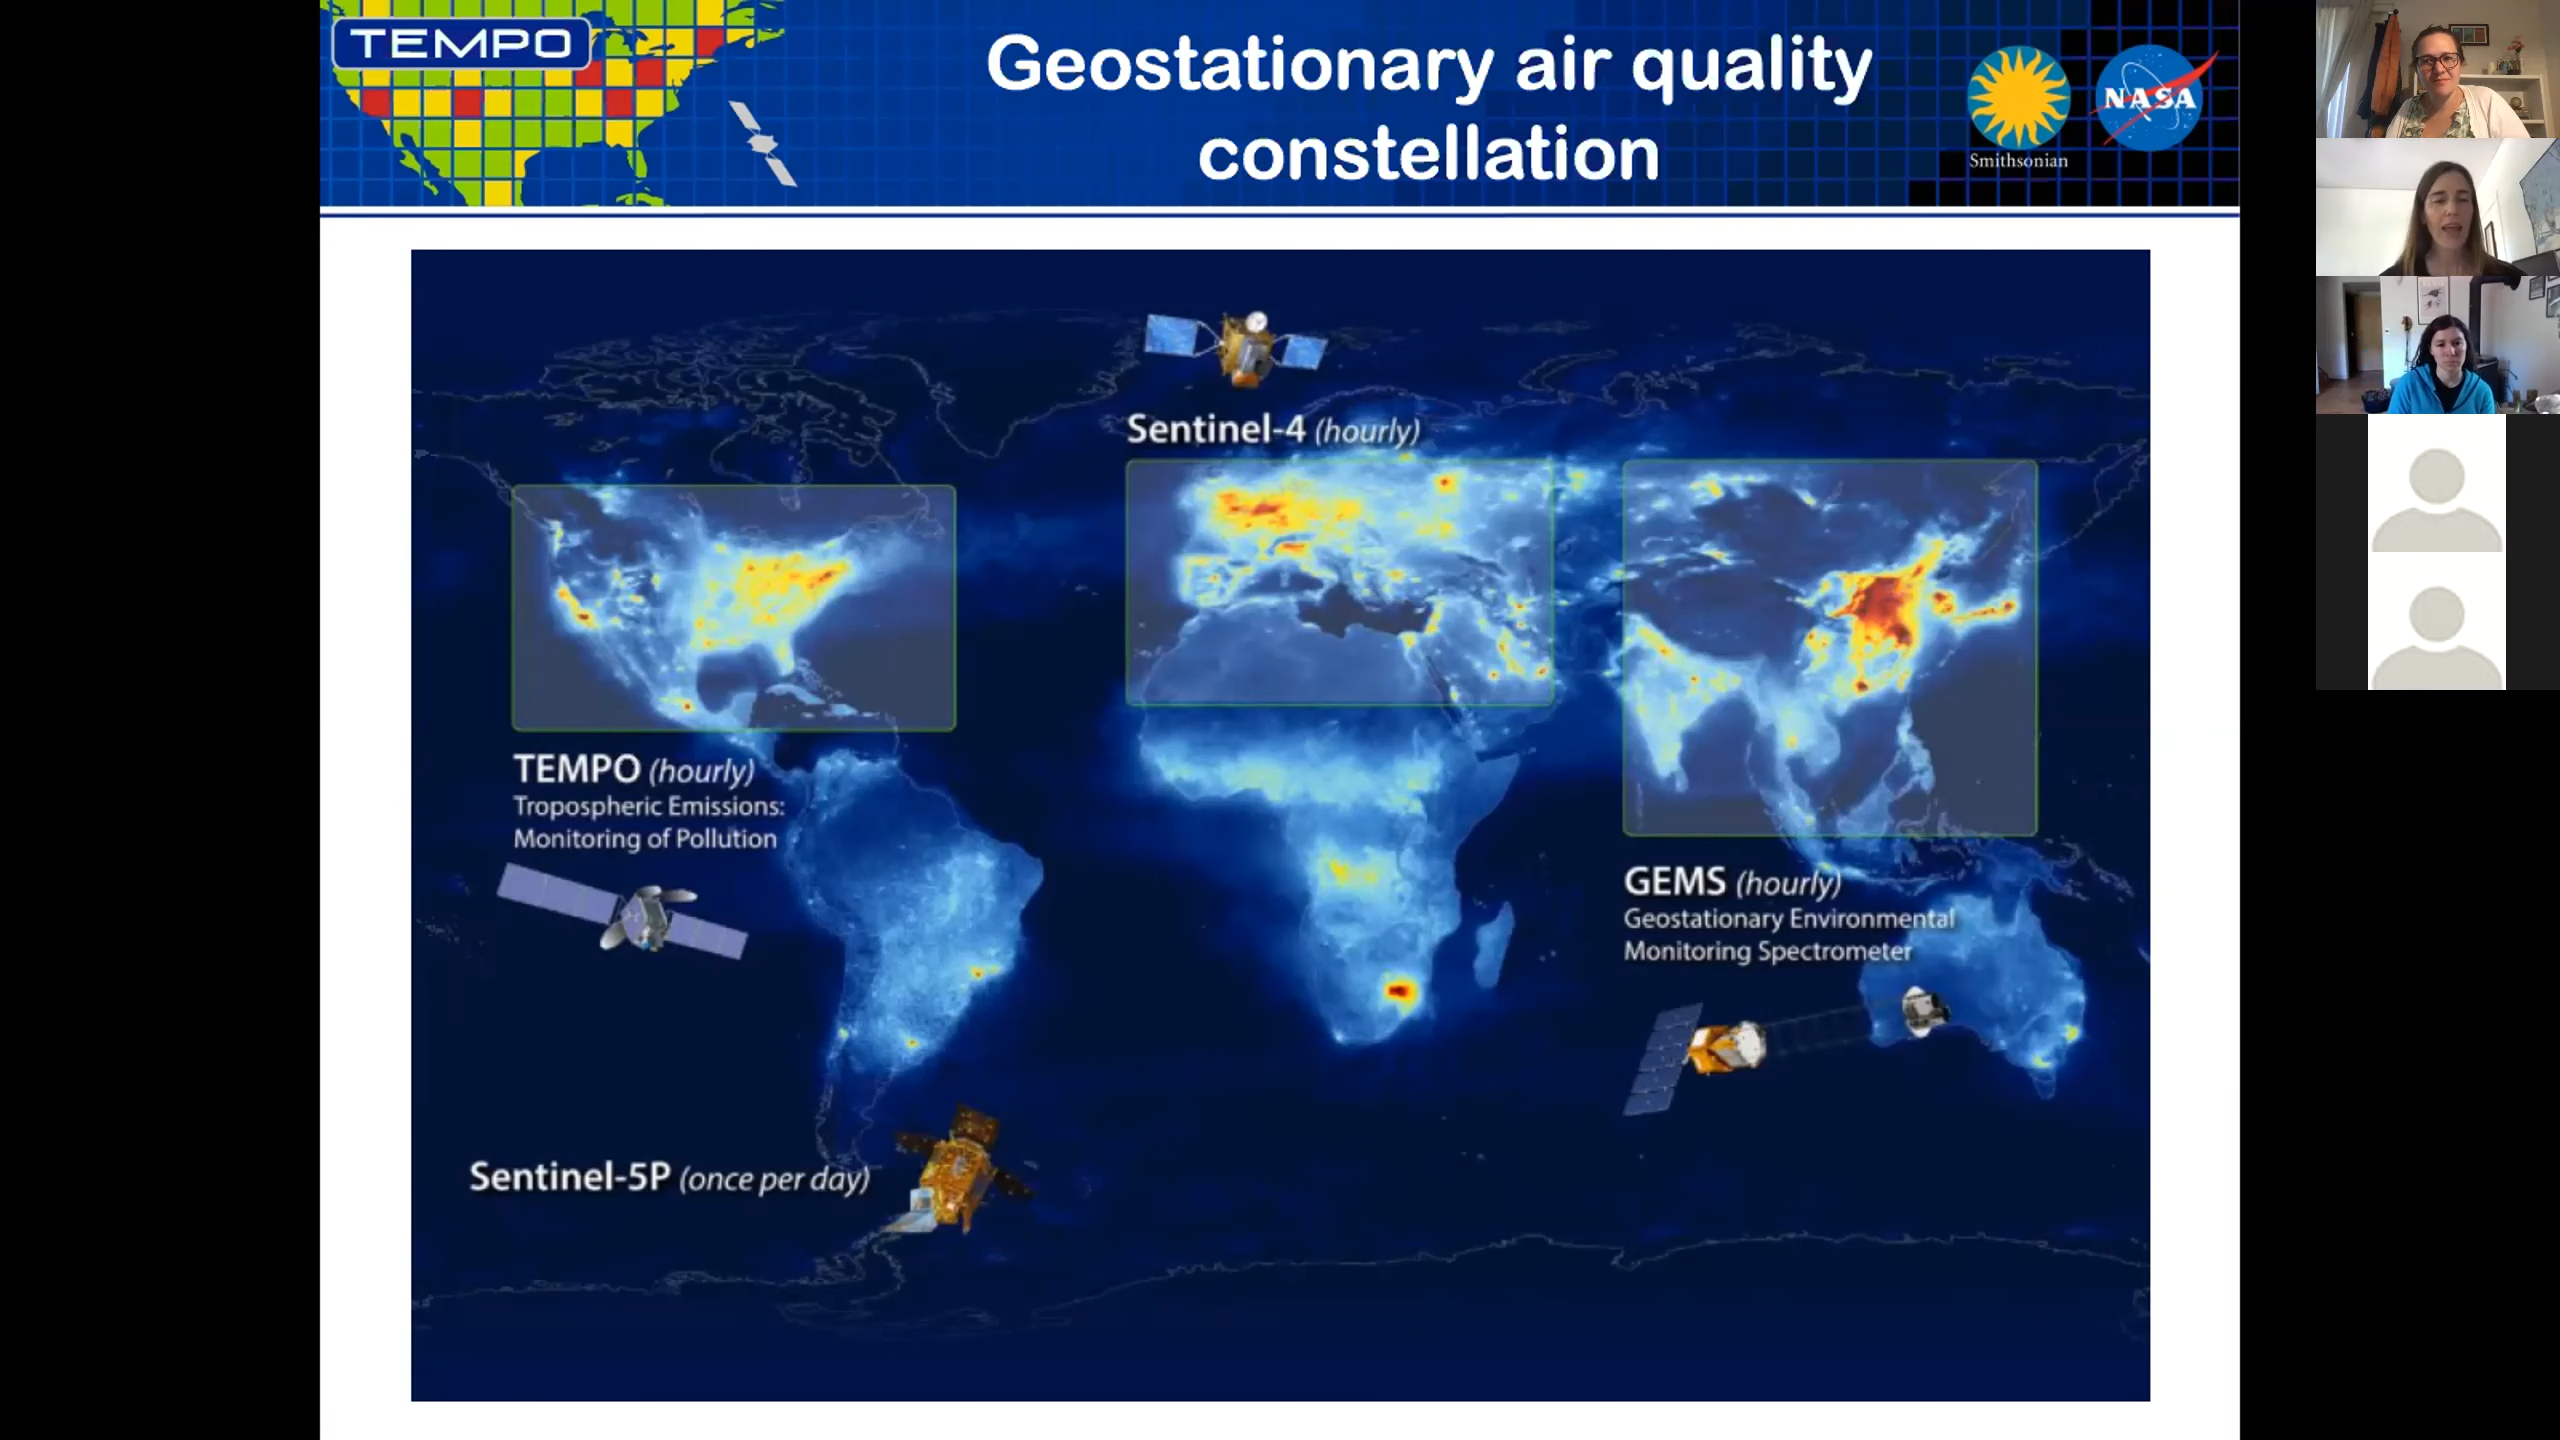 TEMPO
Geostationary air quality
constellation
Smithsonian
NASA
Sentinel-4 (hourly)
TEMPO (hourly)
Tropospheric Emissions:
Monitoring of Pollution
GEMS (hourly)
Geostationary Environmental
Monitoring Spectrometer
Sentinel-5P (once per day)